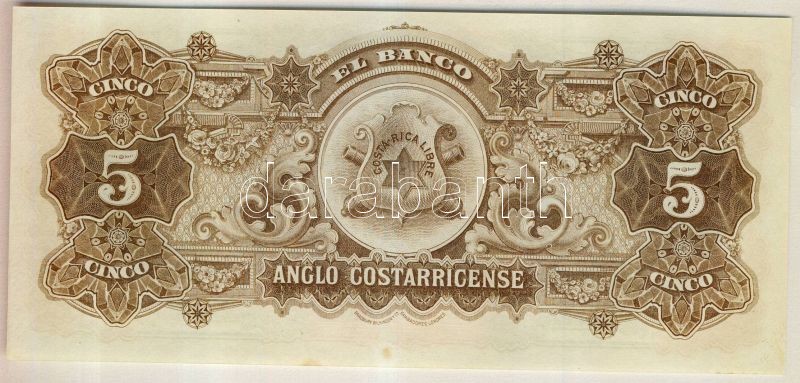 EL BANCO
CINCO
CINCO
COSTA-RICA LIBRE
5
5
darabanth
CINCO
CINCO
ANGLO COSTARRICENSE